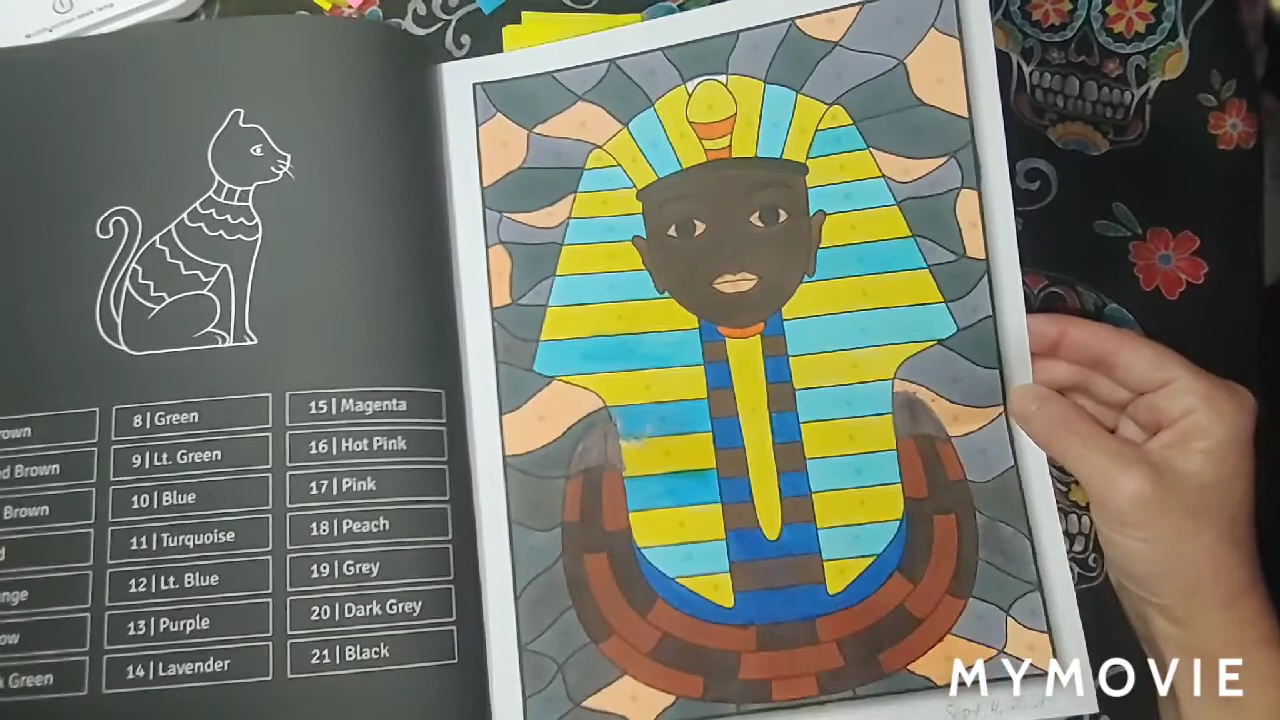 rown
d Brown
Brown
d
nge
ow
k Green
8 | Green
9 | Lt. Green
10 | Blue
11 | Turquoise
12 | Lt. Blue
13 | Purple
14 | Lavender
15 | Magenta
16 | Hot Pink
17 | Pink
18 | Peach
19 | Grey
20 | Dark Grey
21 | Black
MYMOVIE